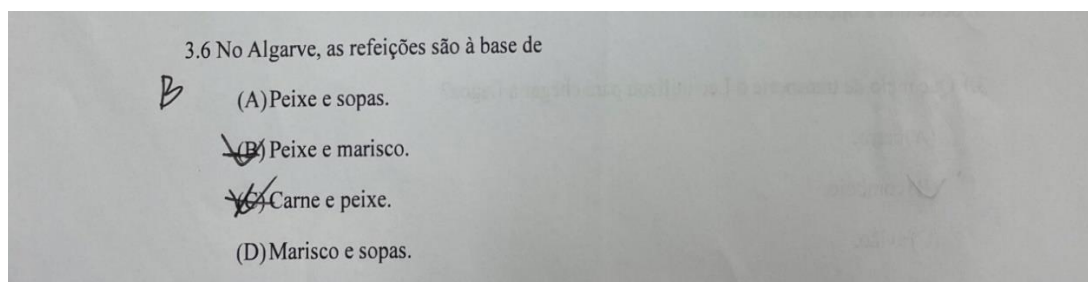 3.6 No Algarve, as refeições são à base de
B
(A) Peixe e sopas.
(B) Peixe e marisco.
(C) Carne e peixe.
(D) Marisco e sopas.